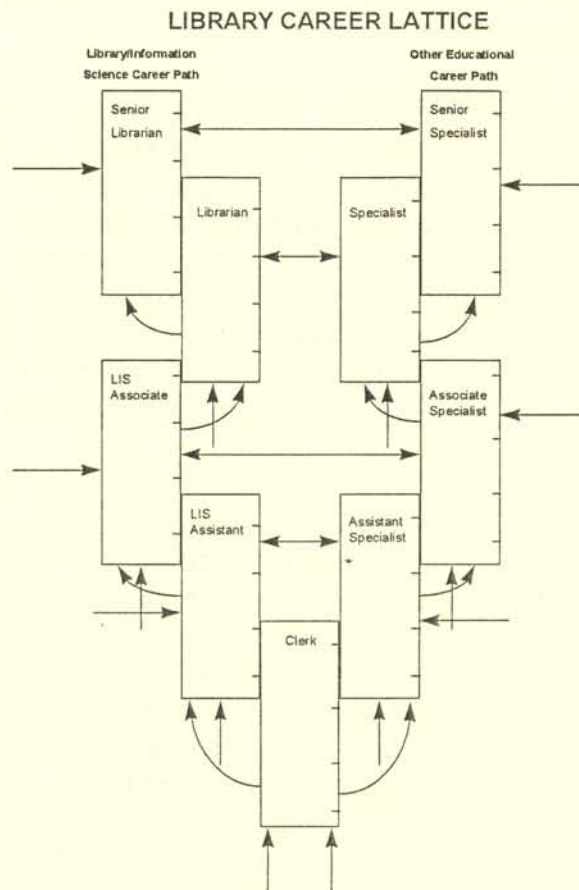 LIBRARY CAREER LATTICE
Library/Information
Science Career Path
Other Educational
Career Path
Senior
Librarian
Senior
Specialist
Librarian
Specialist
LIS
Associate
Associate
Specialist
LIS
Assistant
Assistant
Specialist
Clerk